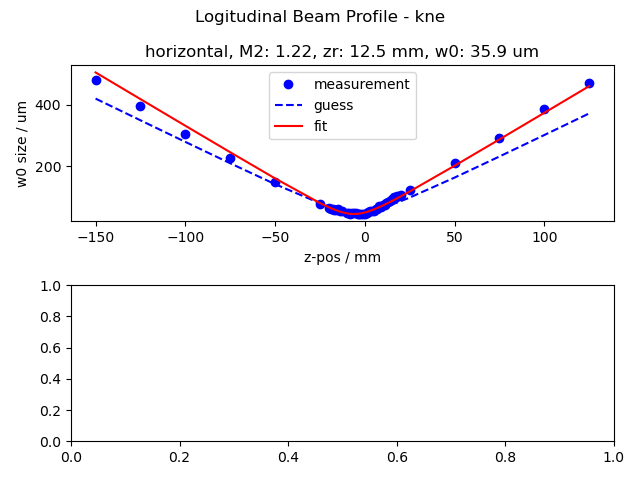 Logitudinal Beam Profile - kne
horizontal, M2: 1.22, zr: 12.5 mm, w0: 35.9 um
w0 size / um
400
200
measurement
guess
fit
−150 −100 −50 0 50 100
z-pos / mm
1.0
0.8
0.6
0.4
0.2
0.0
0.0 0.2 0.4 0.6 0.8 1.0